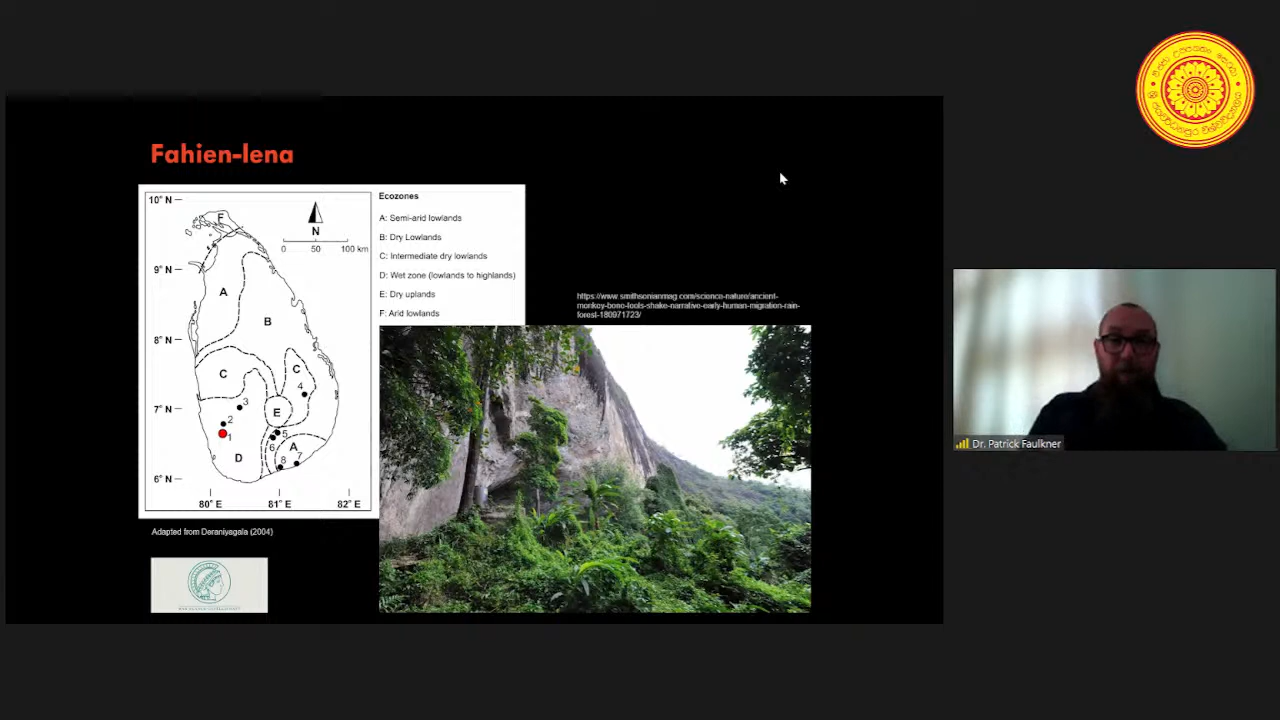 Fahien-lena
10° N
9° N
8° N
7° N
6° N
80° E
81° E
82° E
N
0 50 100 km
F
A
B
C
C
4
3
E
2
1
5
6
D
A
8
7
Ecozones
A: Semi-arid lowlands
B: Dry Lowlands
C: Intermediate dry lowlands
D: Wet zone (lowlands to highlands)
E: Dry uplands
F: Arid lowlands
https://www.smithsonianmag.com/science-nature/ancient-
monkey-bone-tools-shake-narrative-early-human-migration-rain-
forest-180971723/
Adapted from Deraniyagala (2004)
Dr. Patrick Faulkner